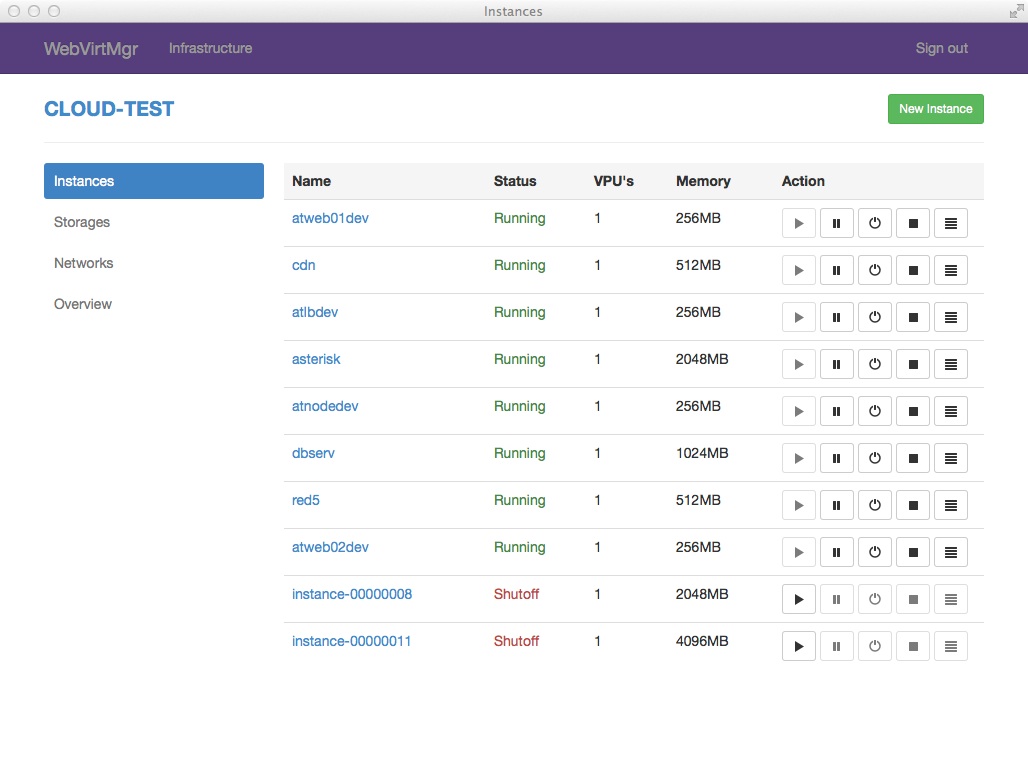 Instances
WebVirtMgr Infrastructure Sign out
CLOUD-TEST New Instance
Instances
Storages
Networks
Overview
Name Status VPU's Memory Action
atweb01dev Running 1 256MB
cdn Running 1 512MB
atlbdev Running 1 256MB
asterisk Running 1 2048MB
atnodedev Running 1 256MB
dbserv Running 1 1024MB
red5 Running 1 512MB
atweb02dev Running 1 256MB
instance-00000008 Shutoff 1 2048MB
instance-00000011 Shutoff 1 4096MB